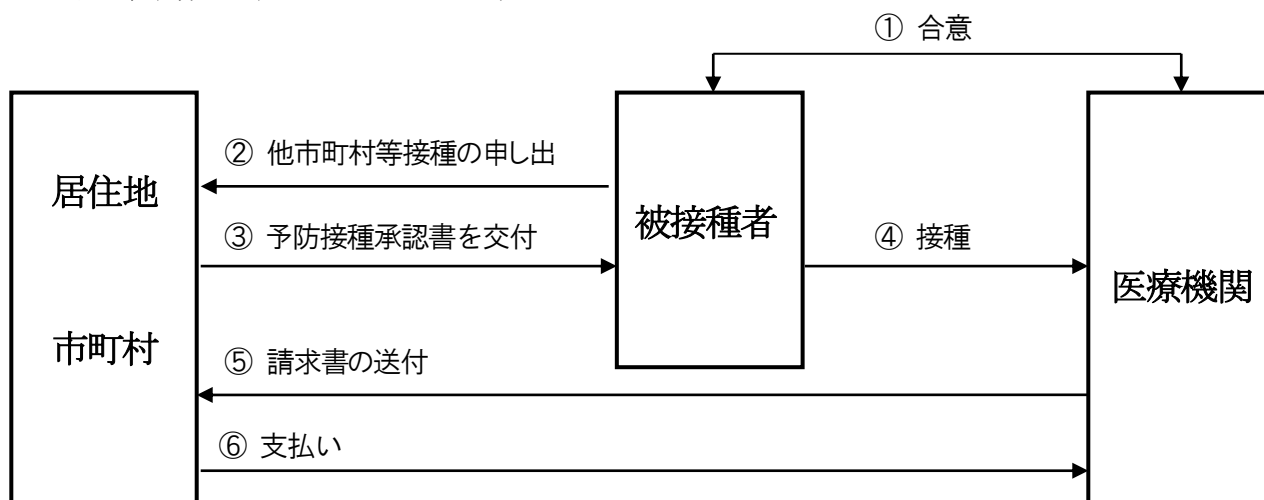 ① 合意
② 他市町村等接種の申し出
居住地
③ 予防接種承認書を交付
被接種者
④ 接種
医療機関
市町村
⑤ 請求書の送付
⑥ 支払い